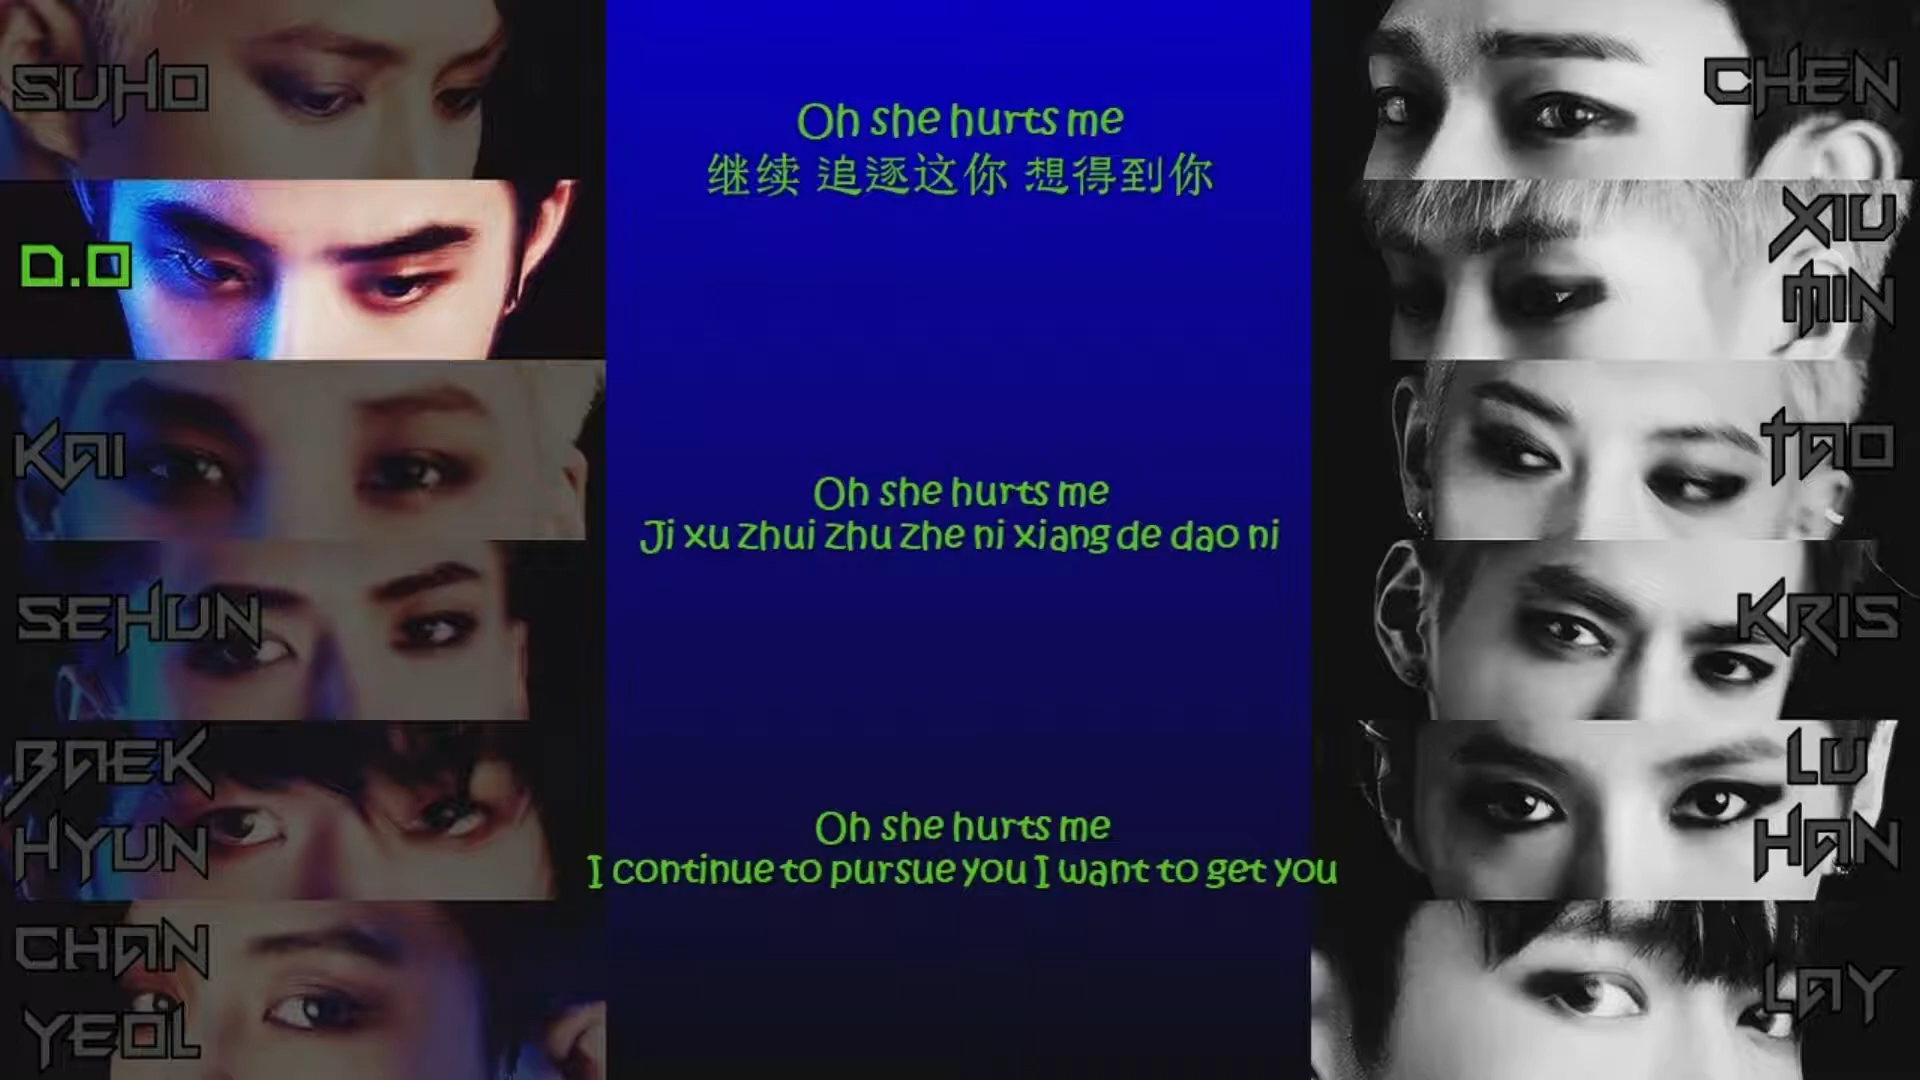 SUHO
D.O
KAI
SEHUN
BAEK
HYUN
CHAN
YEOL
Oh she hurts me
继续 追逐这你 想得到你
Oh she hurts me
Ji xu zhui zhu zhe ni xiang de dao ni
Oh she hurts me
I continue to pursue you I want to get you
CHEN
XIU
MIN
TAO
KRIS
LU
HAN
LAY